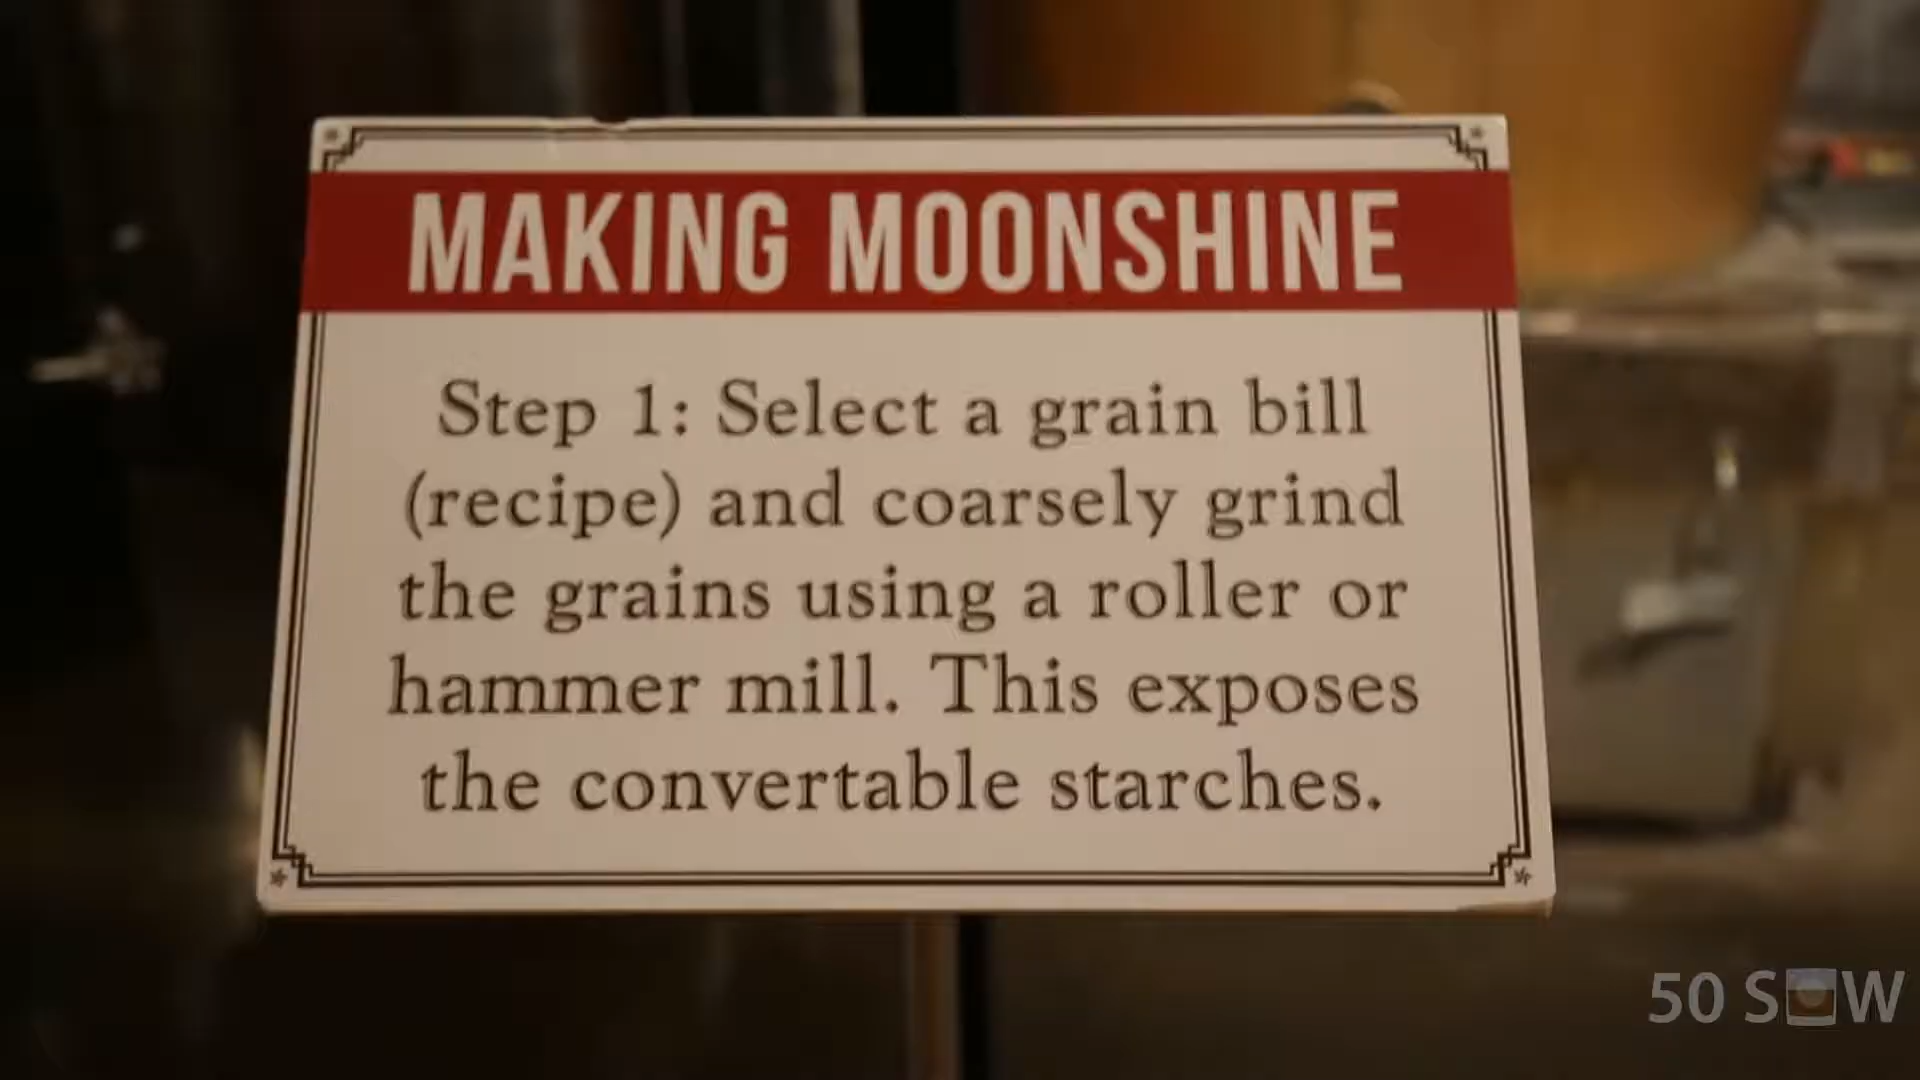 MAKING MOONSHINE
Step 1: Select a grain bill
(recipe) and coarsely grind
the grains using a roller or
hammer mill. This exposes
the convertable starches.
50 SOW